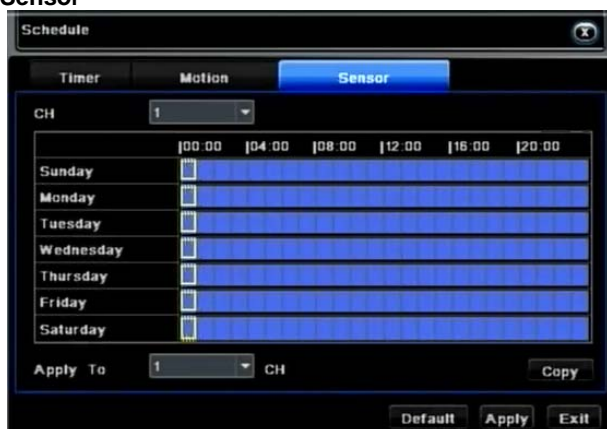 Sensor
Schedule X
Timer Motion Sensor
CH 1
|00:00 |04:00 |08:00 |12:00 |16:00 |20:00
Sunday
Monday
Tuesday
Wednesday
Thursday
Friday
Saturday
Apply To 1 CH Copy
Default Apply Exit